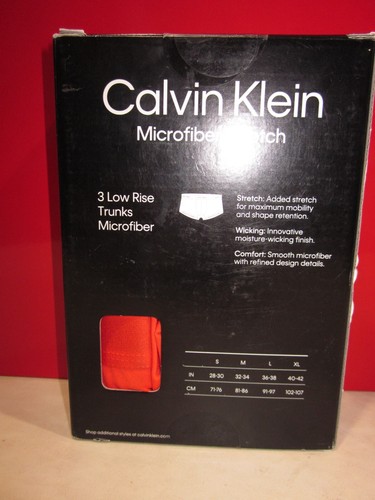 Calvin Klein
Microfiber Stretch
3 Low Rise
Trunks
Microfiber
Stretch: Added stretch
for maximum mobility
and shape retention.
Wicking: Innovative
moisture-wicking finish.
Comfort: Smooth microfiber
with refined design details.
S M L XL
IN 28-30 32-34 36-38 40-42
CM 71-76 81-86 91-97 102-107
Shop additional styles at calvinklein.com